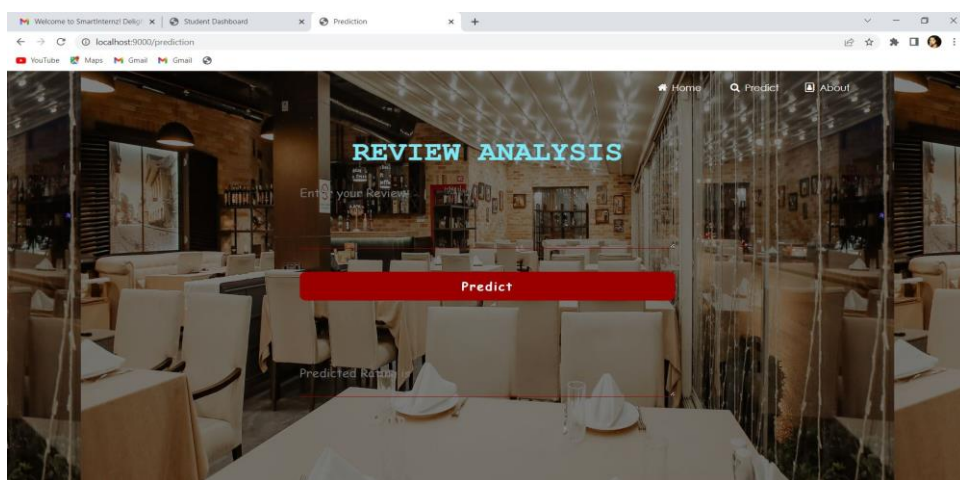 Welcome to SmartInternz! Delig
Student Dashboard
Prediction
localhost:9000/prediction
YouTube
Maps
Gmail
Gmail
Home
Predict
About
REVIEW ANALYSIS
Enter your Review
Predict
Predicted Rating